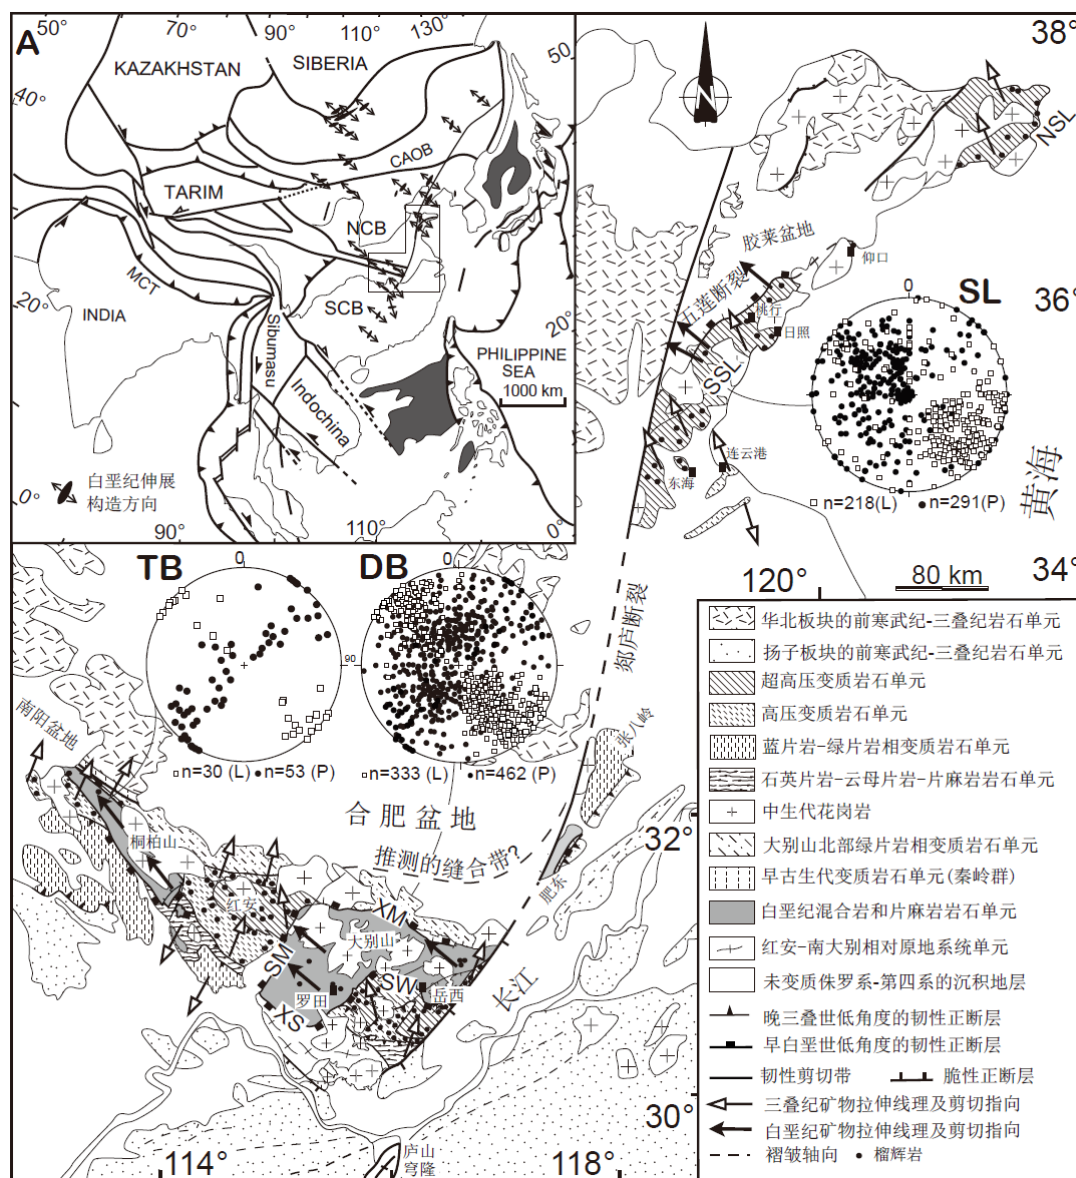 50°
70°
90°
110°
130°
A
KAZAKHSTAN
SIBERIA
50
40°
CAOB
TARIM
NCB
MCT
20°
INDIA
SCB
Sibumasu
Indochina
20°
PHILIPPINE
SEA
1000 km
白垩纪伸展
构造方向
0°
90°
110°
0°
38°
N
NSL
胶莱盆地
仰口
五莲断裂
桃行
日照
36°
0
SL
SSL
连云港
东海
n=218(L)
n=291(P)
黄海
34°
120°
80 km
郯庐断裂
TB
0
DB
0
90
n=30 (L)
n=53 (P)
n=333 (L)
n=462 (P)
南阳盆地
张八岭
合肥盆地
推测的缝合带?
32°
桐柏山
红安
肥东
XM
大别山
SM
SW
罗田
岳西
XS
长江
30°
庐山
穹隆
114°
118°
华北板块的前寒武纪-三叠纪岩石单元
扬子板块的前寒武纪-三叠纪岩石单元
超高压变质岩石单元
高压变质岩石单元
蓝片岩-绿片岩相变质岩石单元
石英片岩-云母片岩-片麻岩岩石单元
中生代花岗岩
大别山北部绿片岩相变质岩石单元
早古生代变质岩石单元(秦岭群)
白垩纪混合岩和片麻岩岩石单元
红安-南大别相对原地系统单元
未变质侏罗系-第四系的沉积地层
晚三叠世低角度的韧性正断层
早白垩世低角度的韧性正断层
韧性剪切带 脆性正断层
三叠纪矿物拉伸线理及剪切指向
白垩纪矿物拉伸线理及剪切指向
褶皱轴向 榴辉岩